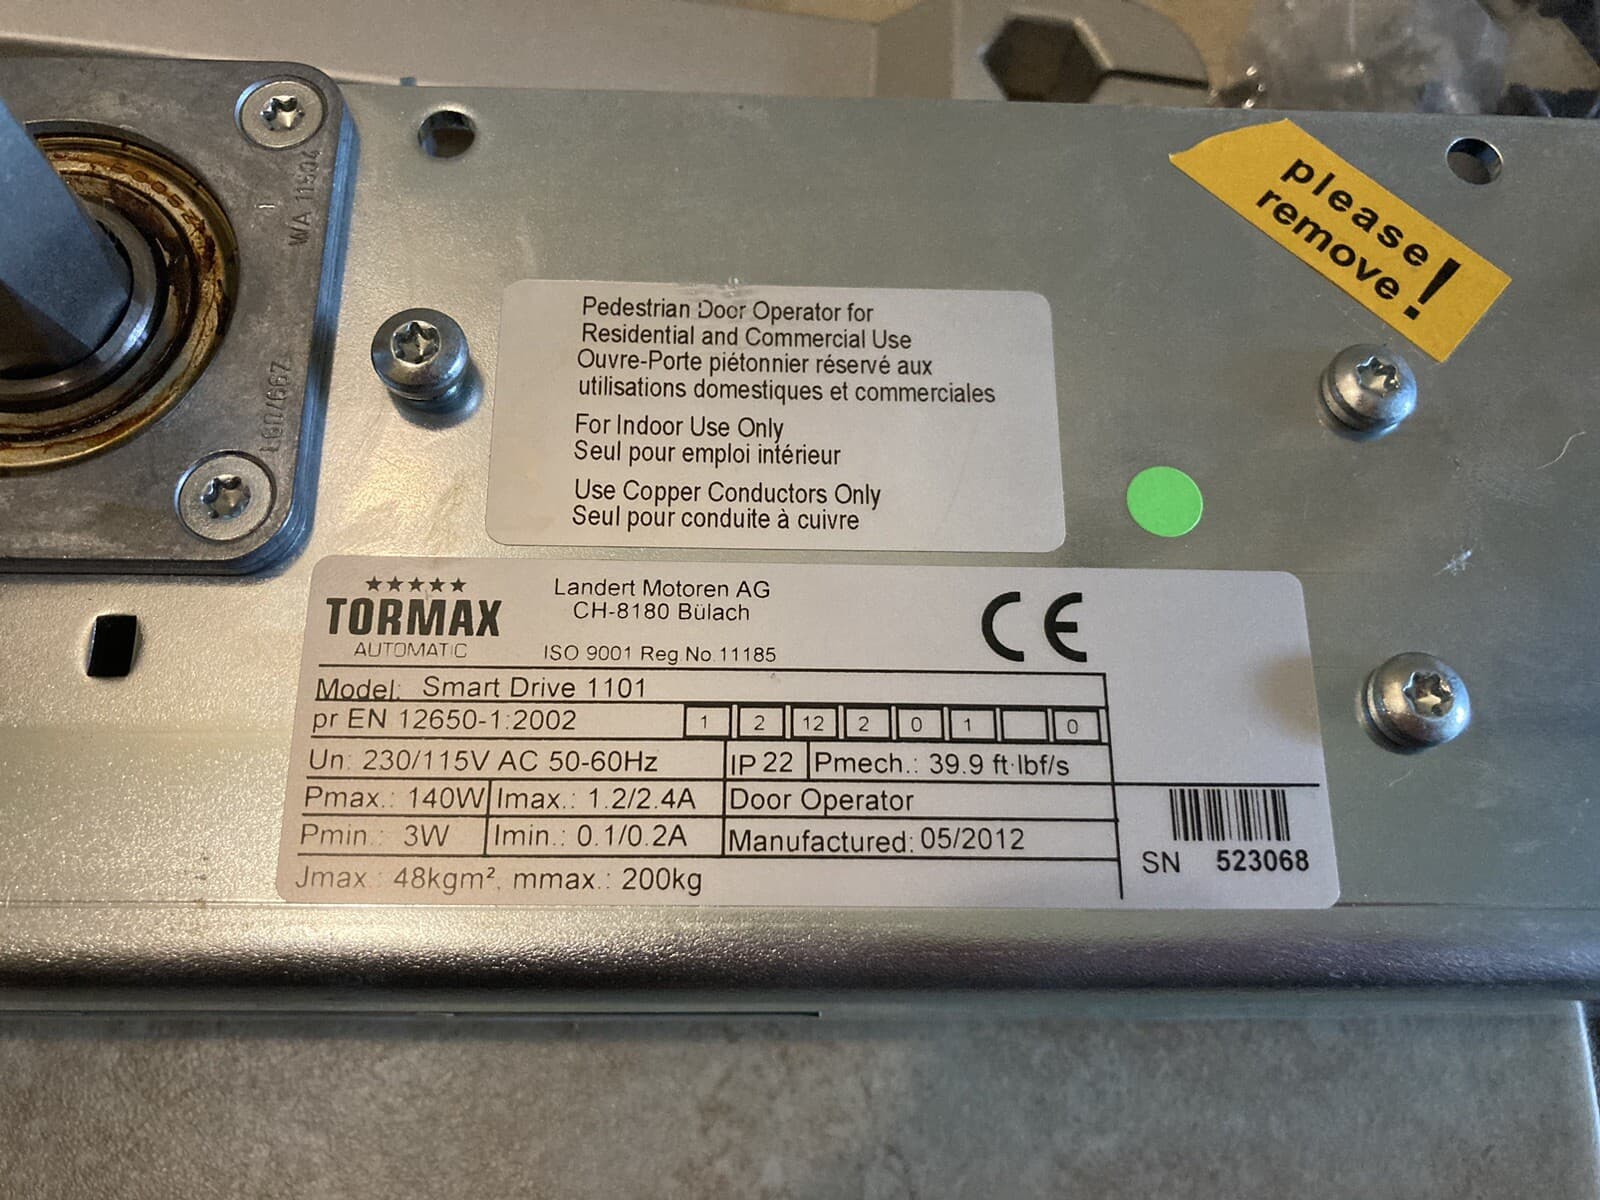 WA 11904
please
remove!
Pedestrian Door Operator for
Residential and Commercial Use
Ouvre-Porte piétonnier réservé aux
utilisations domestiques et commerciales
For Indoor Use Only
Seul pour emploi intérieur
Use Copper Conductors Only
Seul pour conduite à cuivre
TORMAX
AUTOMATIC
Landert Motoren AG
CH-8180 Bülach
ISO 9001 Reg.No.11185
CE
Model: Smart Drive 1101
pr EN 12650-1:2002 1 2 12 2 0 1 0
Un: 230/115V AC 50-60Hz IP 22 Pmech.: 39.9 ft·lbf/s
Pmax.: 140W Imax.: 1.2/2.4A Door Operator
Pmin.: 3W Imin.: 0.1/0.2A Manufactured: 05/2012
Jmax.: 48kgm², mmax.: 200kg
SN 523068